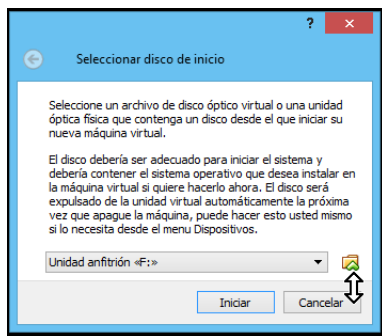 ?
Seleccionar disco de inicio
Seleccione un archivo de disco óptico virtual o una unidad
óptica física que contenga un disco desde el que iniciar su
nueva máquina virtual.
El disco debería ser adecuado para iniciar el sistema y
debería contener el sistema operativo que desea instalar en
la máquina virtual si quiere hacerlo ahora. El disco será
expulsado de la unidad virtual automáticamente la próxima
vez que apague la máquina, puede hacer esto usted mismo
si lo necesita desde el menu Dispositivos.
Unidad anfitrión «F:»
Iniciar Cancelar